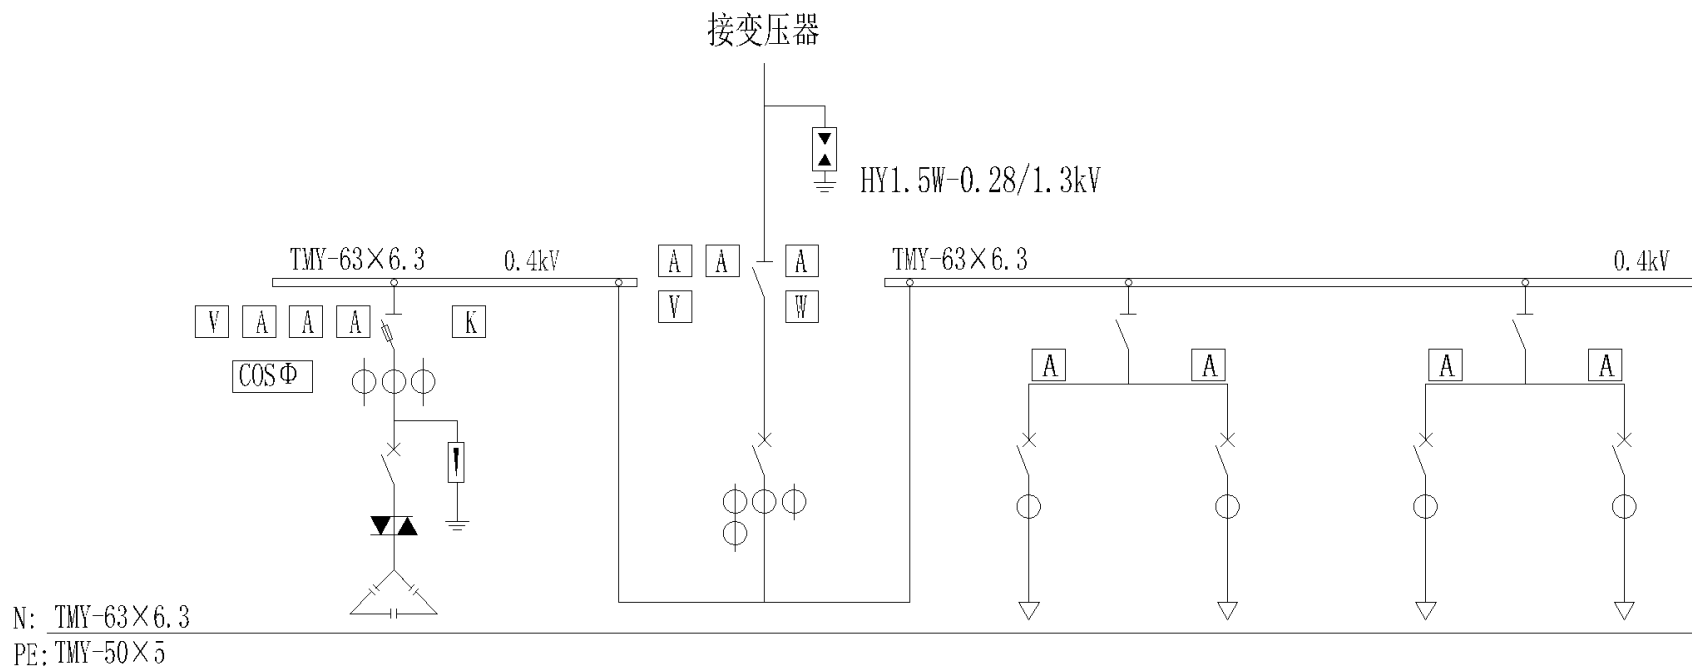 接变压器
HY1.5W-0.28/1.3kV
TMY-63×6.3
0.4kV
A
A
A
TMY-63×6.3
0.4kV
V
W
V
A
A
A
K
COSΦ
A
A
A
A
N: TMY-63×6.3
PE: TMY-50×5